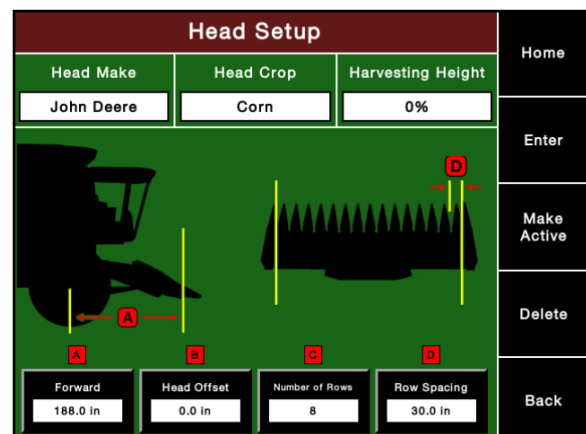 Head Setup
Head Make
Head Crop
Harvesting Height
John Deere
Corn
0%
D
A
A
B
C
D
Forward
Head Offset
Number of Rows
Row Spacing
188.0 in
0.0 in
8
30.0 in
Home
Enter
Make
Active
Delete
Back